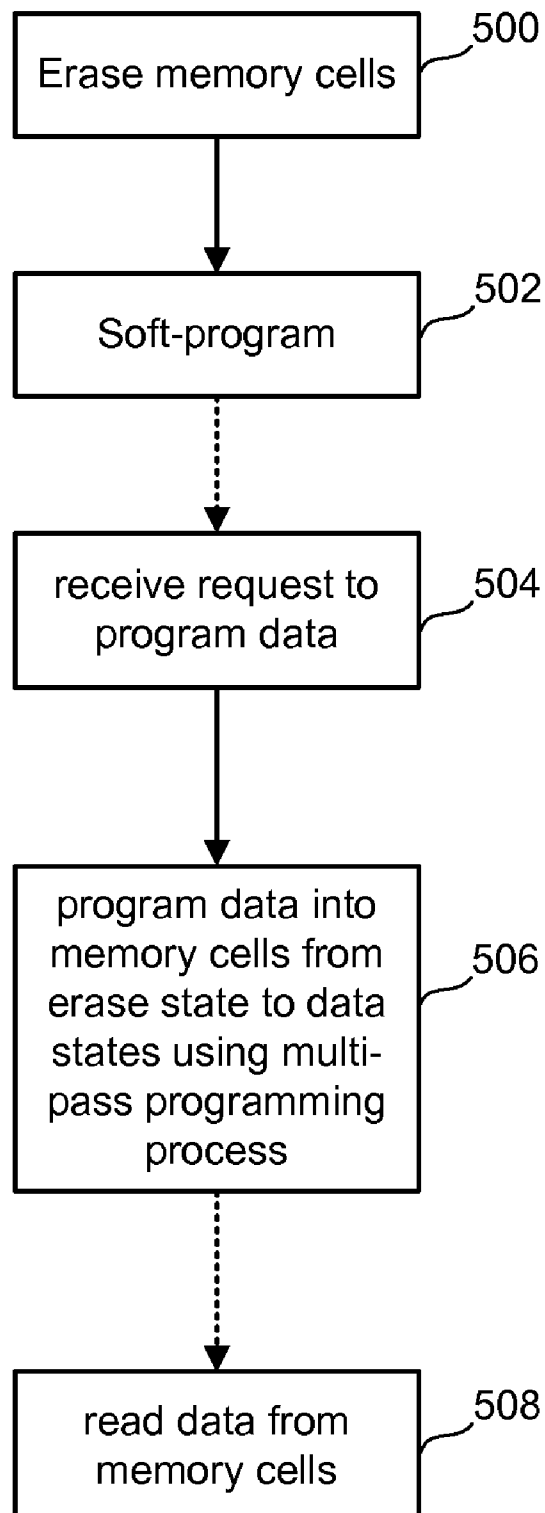 Erase memory cells
500
Soft-program
502
receive request to
program data
504
program data into
memory cells from
erase state to data
states using multi-
pass programming
process
506
read data from
memory cells
508